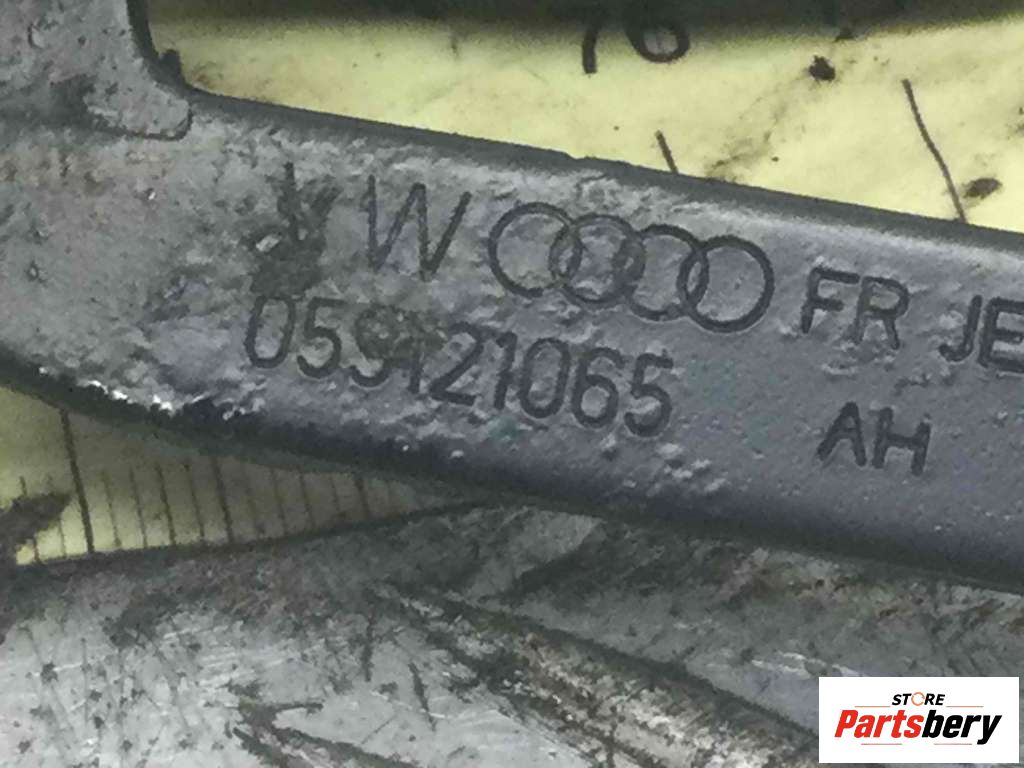 76
VW FR JE
059121065 AH
STORE
Partsbery